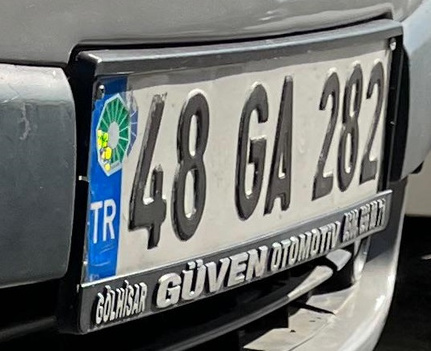 TR 48 GA 282
GÖLHİSAR GÜVEN OTOMOTİV